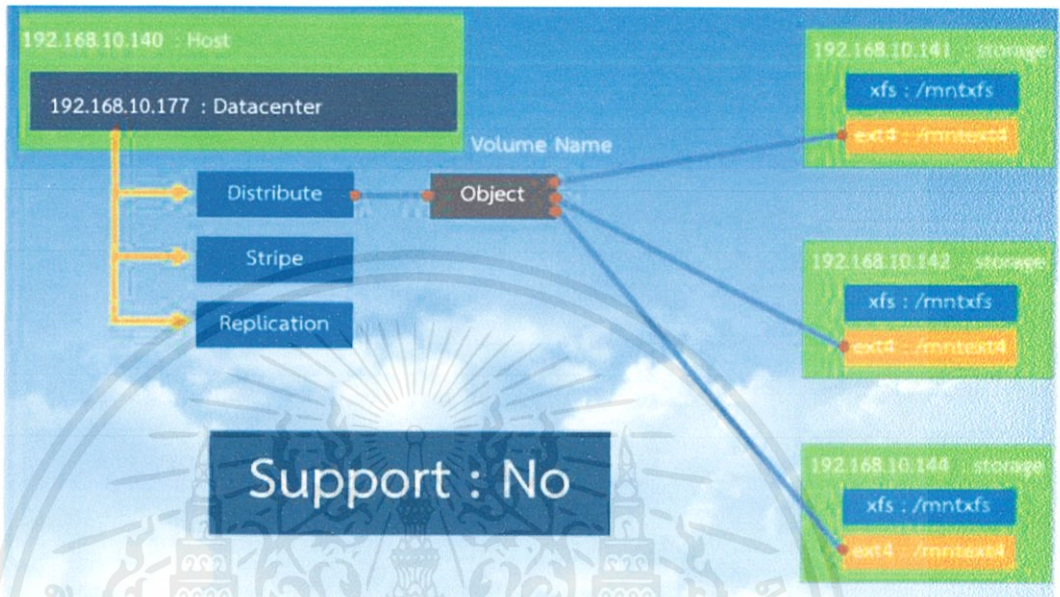 192.168.10.140 : Host
192.168.10.177 : Datacenter
Volume Name
Distribute
Object
Stripe
Replication
Support : No
192.168.10.141 : storage
xfs : /mntxfs
ext4 : /mntext4
192.168.10.142 : storage
xfs : /mntxfs
ext4 : /mntext4
192.168.10.144 : storage
xfs : /mntxfs
ext4 : /mntext4